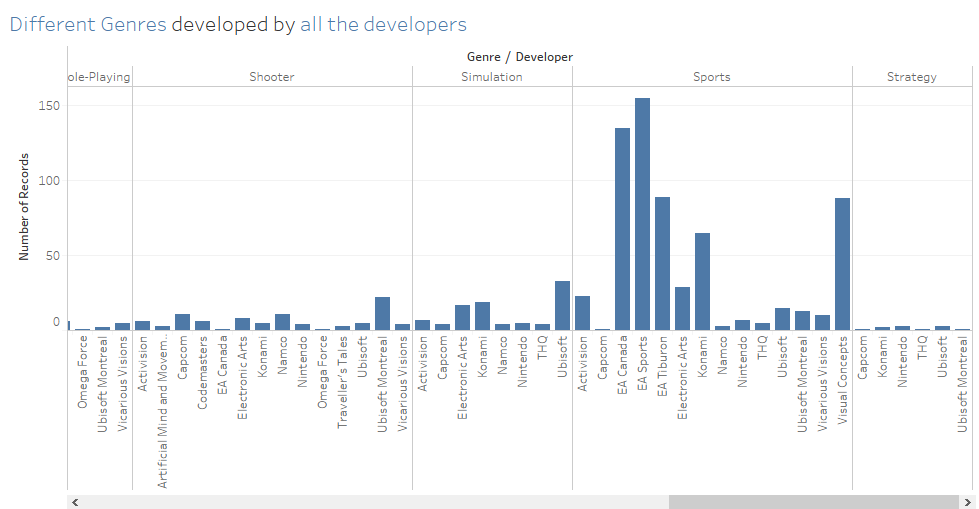 Different Genres developed by all the developers
Genre / Developer
ole-Playing
Shooter
Simulation
Sports
Strategy
Number of Records
150
100
50
0
Omega Force
Ubisoft Montreal
Vicarious Visions
Activision
Artificial Mind and Movem..
Capcom
Codemasters
EA Canada
Electronic Arts
Konami
Namco
Nintendo
Omega Force
Traveller's Tales
Ubisoft
Ubisoft Montreal
Vicarious Visions
Activision
Capcom
Electronic Arts
Konami
Namco
Nintendo
THQ
Ubisoft
Activision
Capcom
EA Canada
EA Sports
EA Tiburon
Electronic Arts
Konami
Namco
Nintendo
THQ
Ubisoft
Ubisoft Montreal
Vicarious Visions
Visual Concepts
Capcom
Konami
Nintendo
THQ
Ubisoft
Ubisoft Montreal